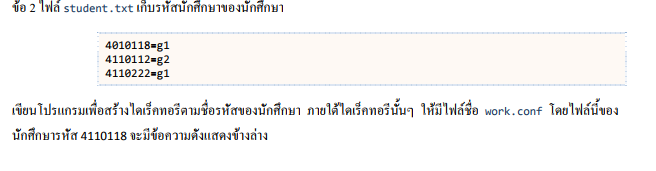 ข้อ 2 ไฟล์ student.txt เก็บรหัสนักศึกษาของนักศึกษา
4010118=g1
4110112=g2
4110222=g1
เขียนโปรแกรมเพื่อสร้างไดเร็คทอรีตามชื่อรหัสของนักศึกษา ภายใต้ไดเร็คทอรีนั้นๆ ให้มีไฟล์ชื่อ work.conf โดยไฟล์นี้ของ
นักศึกษารหัส 4110118 จะมีข้อความดังแสดงข้างล่าง